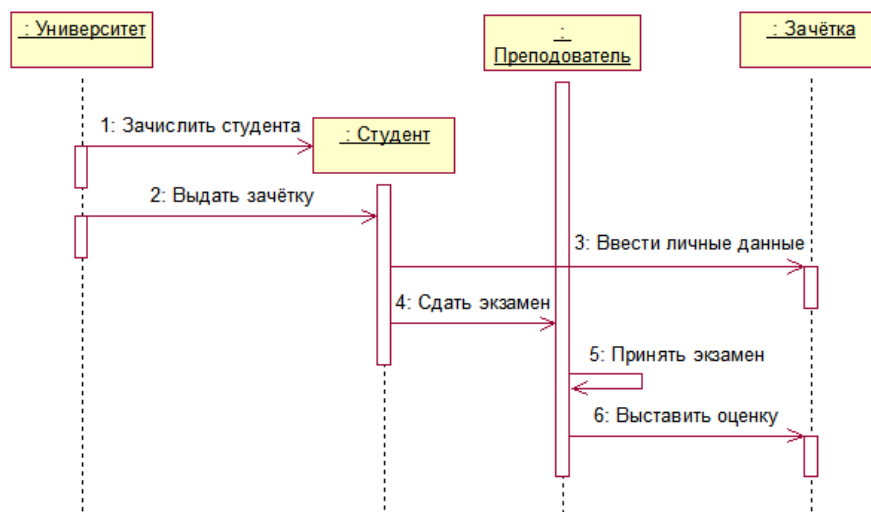 : Университет
:
Преподователь
: Зачётка
1: Зачислить студента
: Студент
2: Выдать зачётку
3: Ввести личные данные
4: Сдать экзамен
5: Принять экзамен
6: Выставить оценку